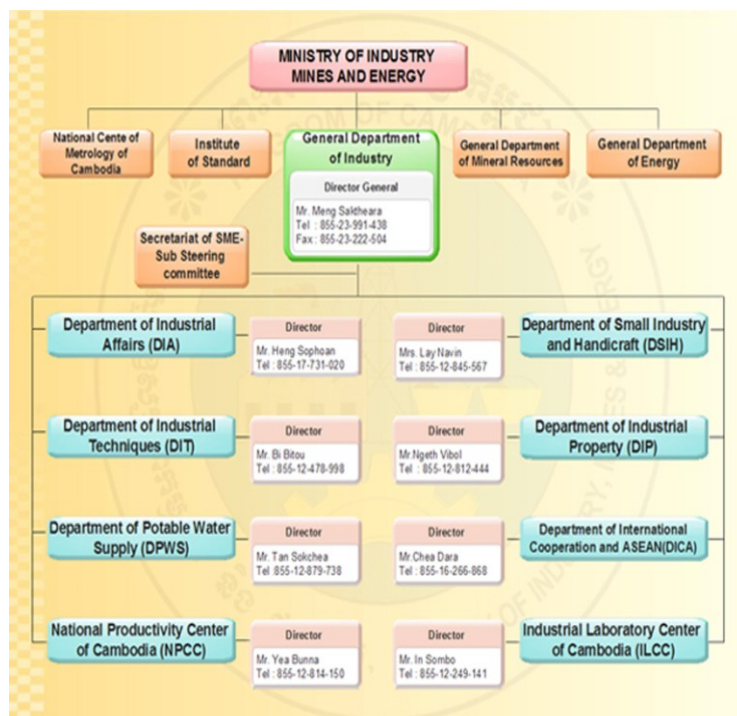 MINISTRY OF INDUSTRY
MINES AND ENERGY
National Cente of
Metrology of
Cambodia
Institute
of Standard
General Department
of Industry
Director General
Mr. Meng Saktheara
Tel : 855-23-991-438
Fax : 855-23-222-504
General Department
of Mineral Resources
General Department
of Energy
Secretariat of SME-
Sub Steering
committee
Department of Industrial
Affairs (DIA)
Director
Mr. Heng Sophoan
Tel : 855-17-731-020
Director
Mrs. Lay Navin
Tel : 855-12-845-567
Department of Small Industry
and Handicraft (DSIH)
Department of Industrial
Techniques (DIT)
Director
Mr. Bi Bitou
Tel : 855-12-478-998
Director
Mr.Ngeth Vibol
Tel : 855-12-812-444
Department of Industrial
Property (DIP)
Department of Potable Water
Supply (DPWS)
Director
Mr. Tan Sokchea
Tel :855-12-879-738
Director
Mr.Chea Dara
Tel :855-16-266-868
Department of International
Cooperation and ASEAN(DICA)
National Productivity Center
of Cambodia (NPCC)
Director
Mr. Yea Bunna
Tel : 855-12-814-150
Director
Mr. In Sombo
Tel : 855-12-249-141
Industrial Laboratory Center
of Cambodia (ILCC)